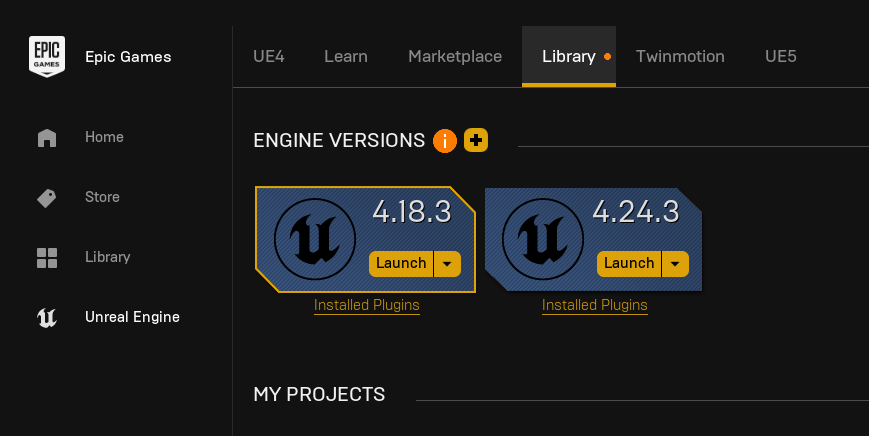 EPIC
GAMES
Epic Games
Home
Store
Library
Unreal Engine
UE4 Learn Marketplace Library Twinmotion UE5
ENGINE VERSIONS
4.18.3
Launch
Installed Plugins
4.24.3
Launch
Installed Plugins
MY PROJECTS